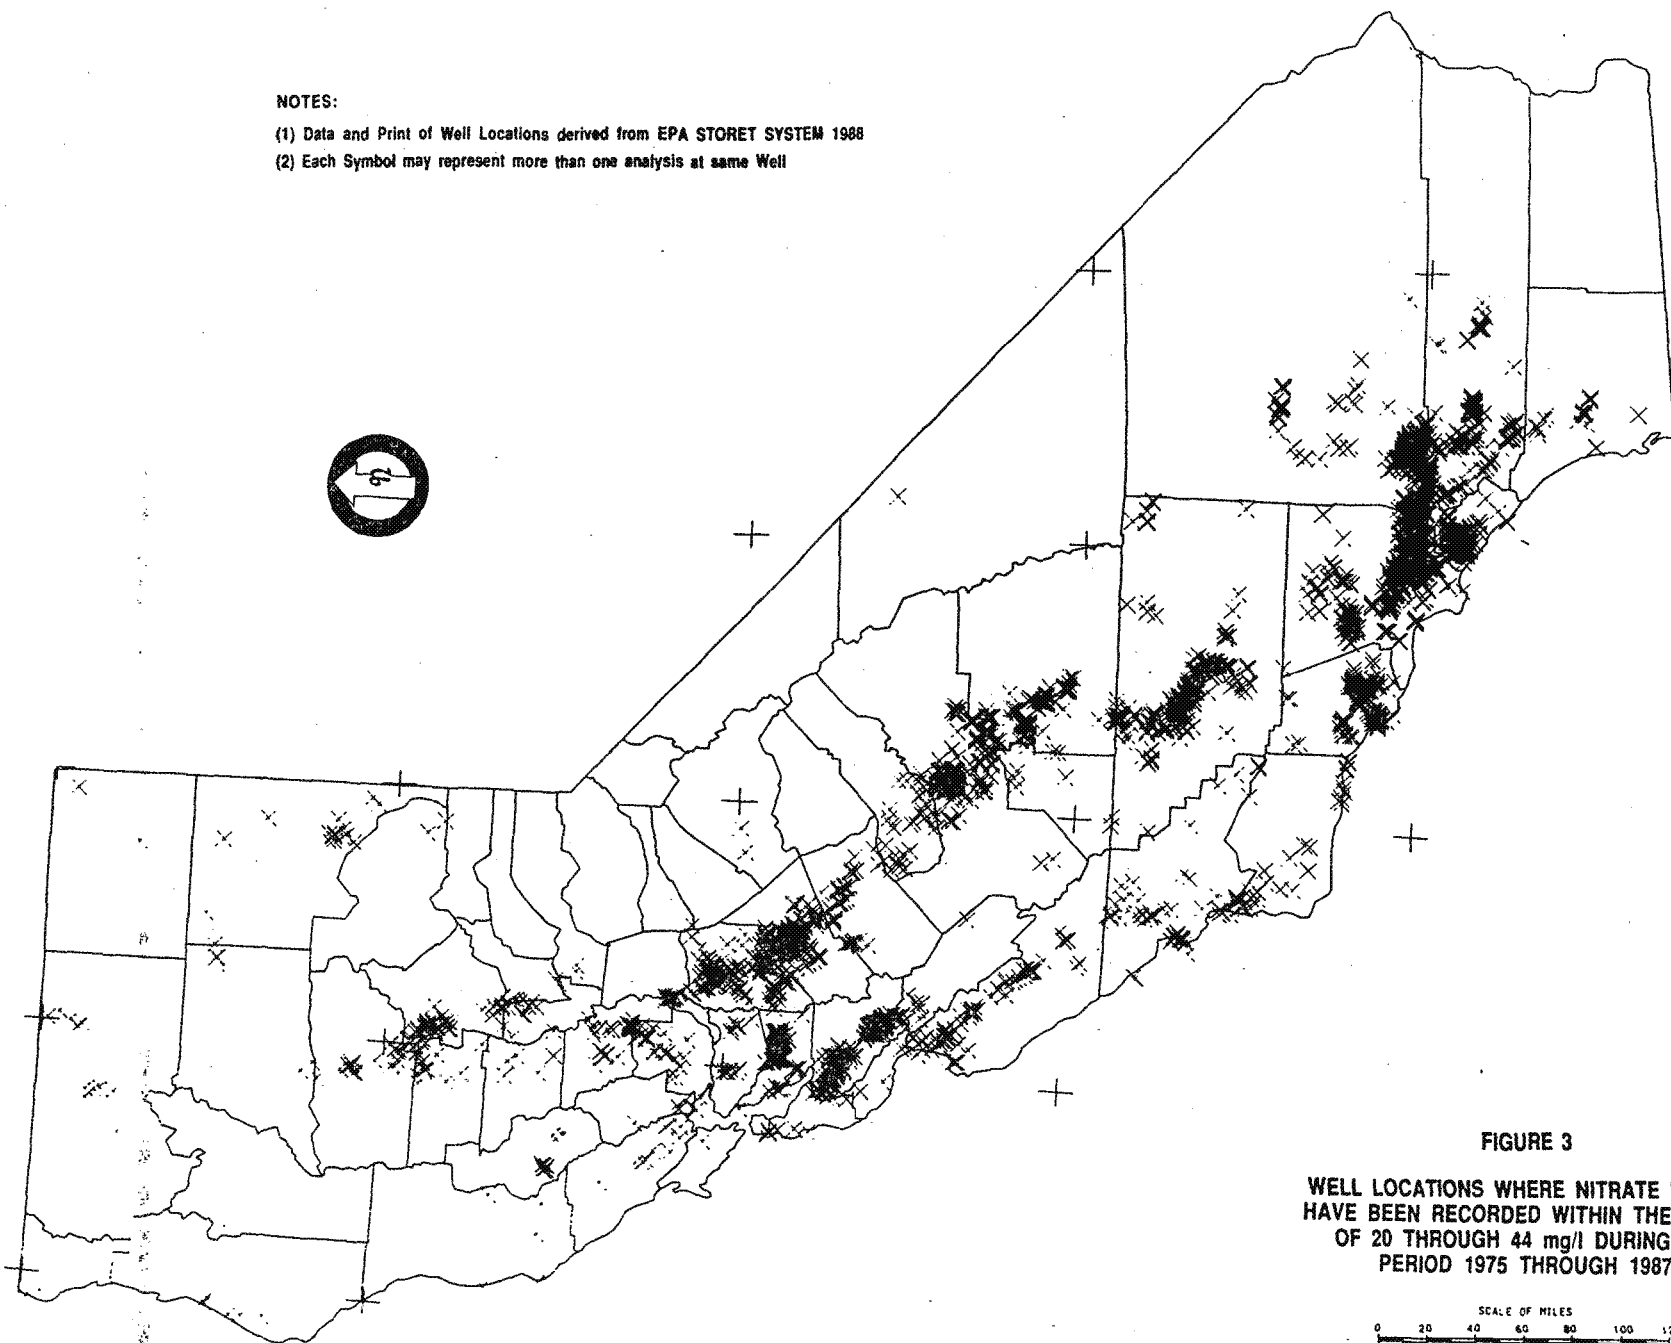 NOTES:
(1) Data and Print of Well Locations derived from EPA STORET SYSTEM 1988
(2) Each Symbol may represent more than one analysis at same Well
FIGURE 3
WELL LOCATIONS WHERE NITRATE
HAVE BEEN RECORDED WITHIN THE
OF 20 THROUGH 44 mg/l DURING
PERIOD 1975 THROUGH 1987
SCALE OF MILES
0 20 40 60 80 100